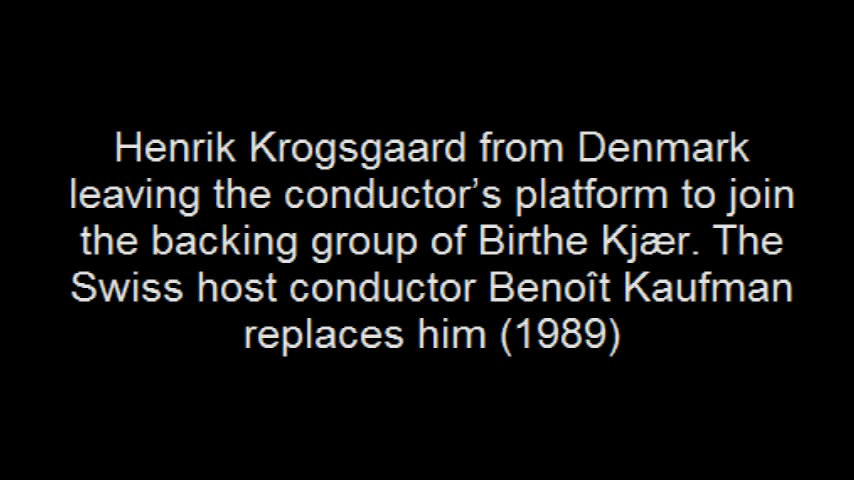 Henrik Krogsgaard from Denmark
leaving the conductor’s platform to join
the backing group of Birthe Kjær. The
Swiss host conductor Benoît Kaufman
replaces him (1989)